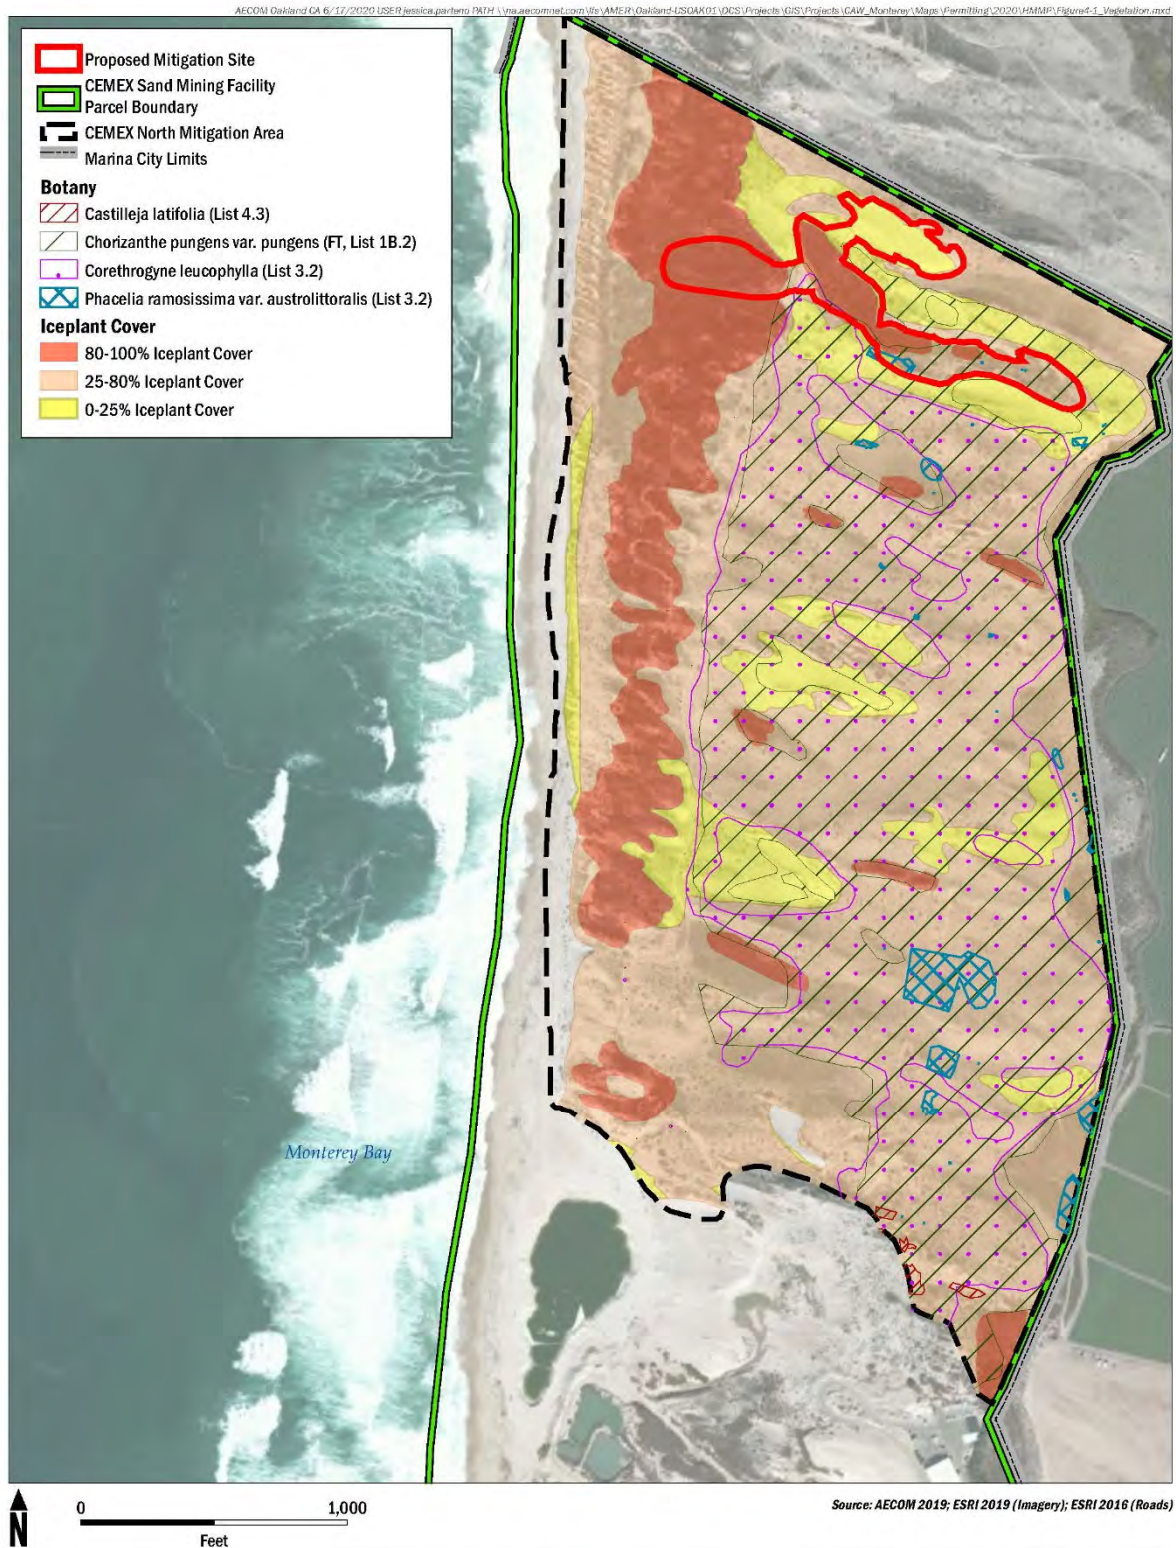 AECOM Oakland CA 6/17/2020 USER jessica.parteno PATH \\na.aecomnet.com\lfs\AMER\Oakland-USOAK01\DCS\Projects\GIS\Projects\CAW_Monterey\Maps\Permitting\2020\HMMP\Figure4-1_Vegetation.mxd
Proposed Mitigation Site
CEMEX Sand Mining Facility
Parcel Boundary
CEMEX North Mitigation Area
Marina City Limits
Botany
Castilleja latifolia (List 4.3)
Chorizanthe pungens var. pungens (FT, List 1B.2)
Corethrogyne leucophylla (List 3.2)
Phacelia ramosissima var. austrolittoralis (List 3.2)
Iceplant Cover
80-100% Iceplant Cover
25-80% Iceplant Cover
0-25% Iceplant Cover
Monterey Bay
N
0 1,000
Feet
Source: AECOM 2019; ESRI 2019 (Imagery); ESRI 2016 (Roads)